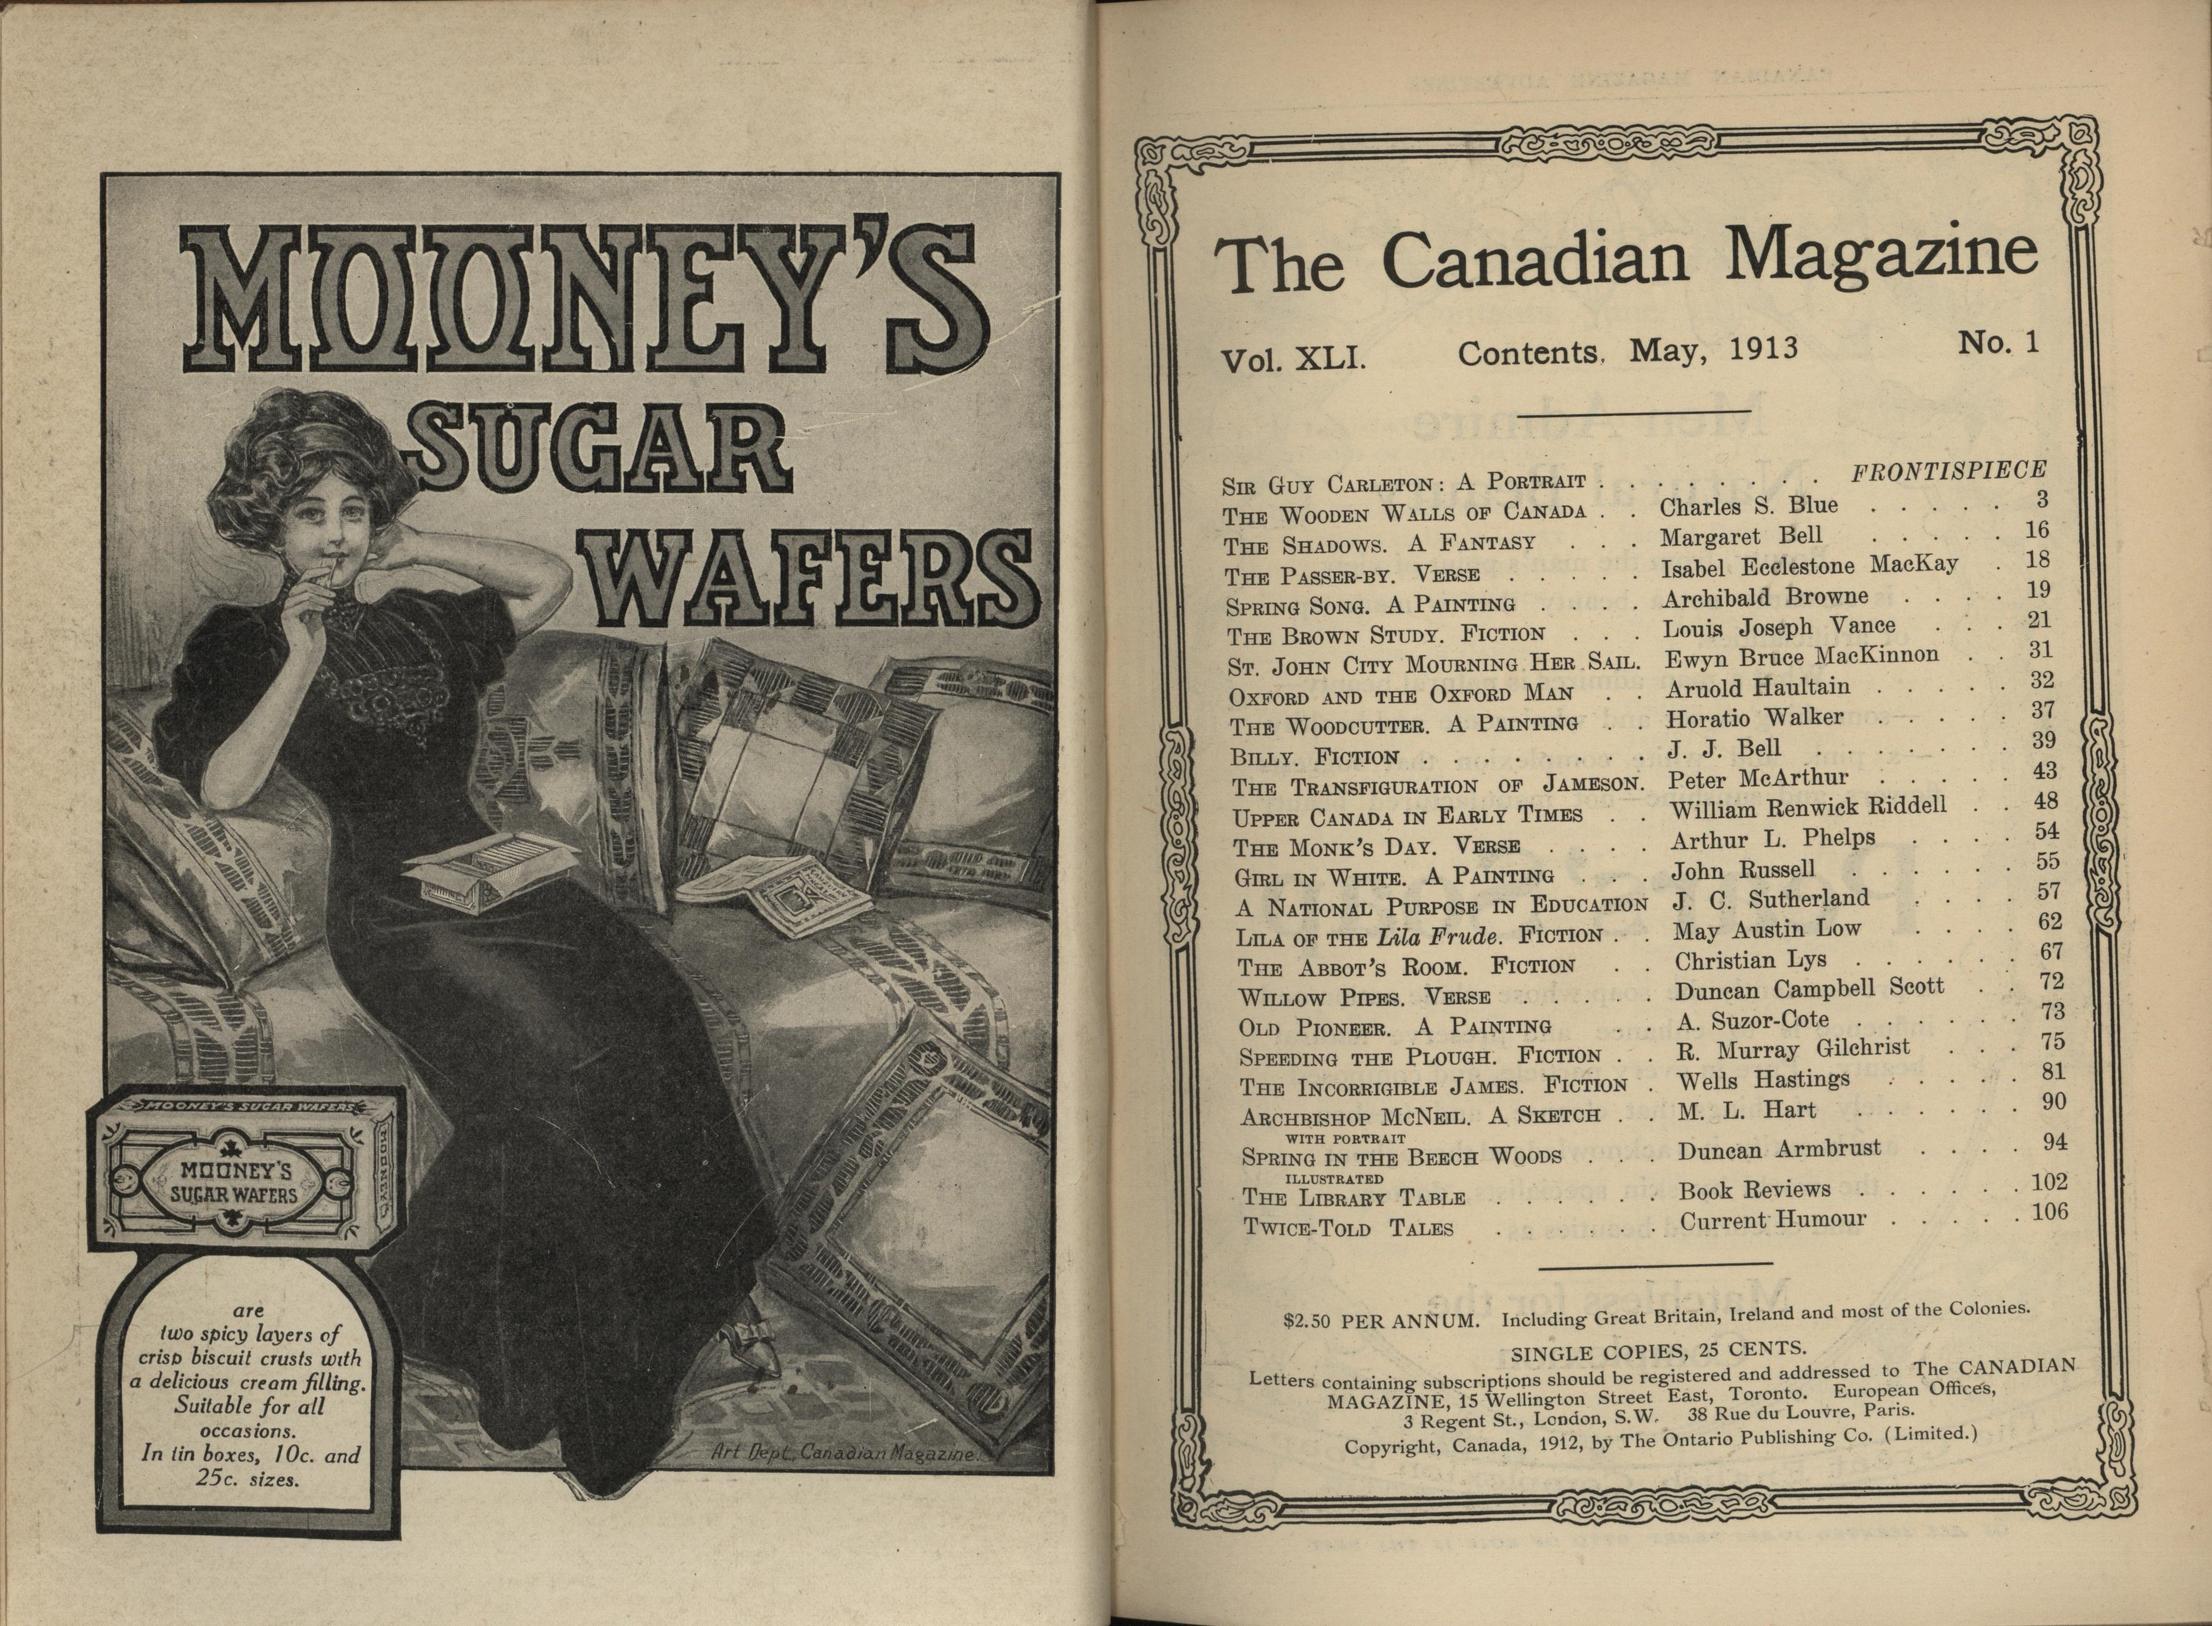 MOONEY'S
SUGAR
WAFERS
MOONEY'S SUGAR WAFERS
MOONEY'S
SUGAR WAFERS
MOONEY'S
are
two spicy layers of
crisp biscuit crusts with
a delicious cream filling.
Suitable for all
occasions.
In tin boxes, 10c. and
25c. sizes.
Art Dept, Canadian Magazine.
The Canadian Magazine
Vol. XLI. Contents, May, 1913 No. 1
SIR GUY CARLETON: A PORTRAIT . . . . . . . . FRONTISPIECE
THE WOODEN WALLS OF CANADA . . Charles S. Blue . . . . . 3
THE SHADOWS. A FANTASY . . . Margaret Bell . . . . . 16
THE PASSER-BY. VERSE . . . . . Isabel Ecclestone MacKay . 18
SPRING SONG. A PAINTING . . . . Archibald Browne . . . . 19
THE BROWN STUDY. FICTION . . . Louis Joseph Vance . . . 21
ST. JOHN CITY MOURNING HER SAIL. Ewyn Bruce MacKinnon . . 31
OXFORD AND THE OXFORD MAN . . Aruold Haultain . . . . . 32
THE WOODCUTTER. A PAINTING . . Horatio Walker . . . . . 37
BILLY. FICTION . . . . . . . . J. J. Bell . . . . . . . 39
THE TRANSFIGURATION OF JAMESON. Peter McArthur . . . . . 43
UPPER CANADA IN EARLY TIMES . . William Renwick Riddell . . 48
THE MONK'S DAY. VERSE . . . . Arthur L. Phelps . . . . 54
GIRL IN WHITE. A PAINTING . . . John Russell . . . . . . 55
A NATIONAL PURPOSE IN EDUCATION J. C. Sutherland . . . . 57
LILA OF THE Lila Frude. FICTION . . May Austin Low . . . . 62
THE ABBOT'S ROOM. FICTION . . Christian Lys . . . . . . 67
WILLOW PIPES. VERSE . . . . . Duncan Campbell Scott . . 72
OLD PIONEER. A PAINTING . . A. Suzor-Cote . . . . . . 73
SPEEDING THE PLOUGH. FICTION . . R. Murray Gilchrist . . . 75
THE INCORRIGIBLE JAMES. FICTION . Wells Hastings . . . . . 81
ARCHBISHOP MCNEIL. A SKETCH . . M. L. Hart . . . . . . 90
WITH PORTRAIT
SPRING IN THE BEECH WOODS . . . Duncan Armbrust . . . . 94
ILLUSTRATED
THE LIBRARY TABLE . . . . . . Book Reviews . . . . . . 102
TWICE-TOLD TALES . . . . . . Current Humour . . . . . 106
$2.50 PER ANNUM. Including Great Britain, Ireland and most of the Colonies.
SINGLE COPIES, 25 CENTS.
Letters containing subscriptions should be registered and addressed to The CANADIAN
MAGAZINE, 15 Wellington Street East, Toronto. European Offices,
3 Regent St., London, S.W. 38 Rue du Louvre, Paris.
Copyright, Canada, 1912, by The Ontario Publishing Co. (Limited.)